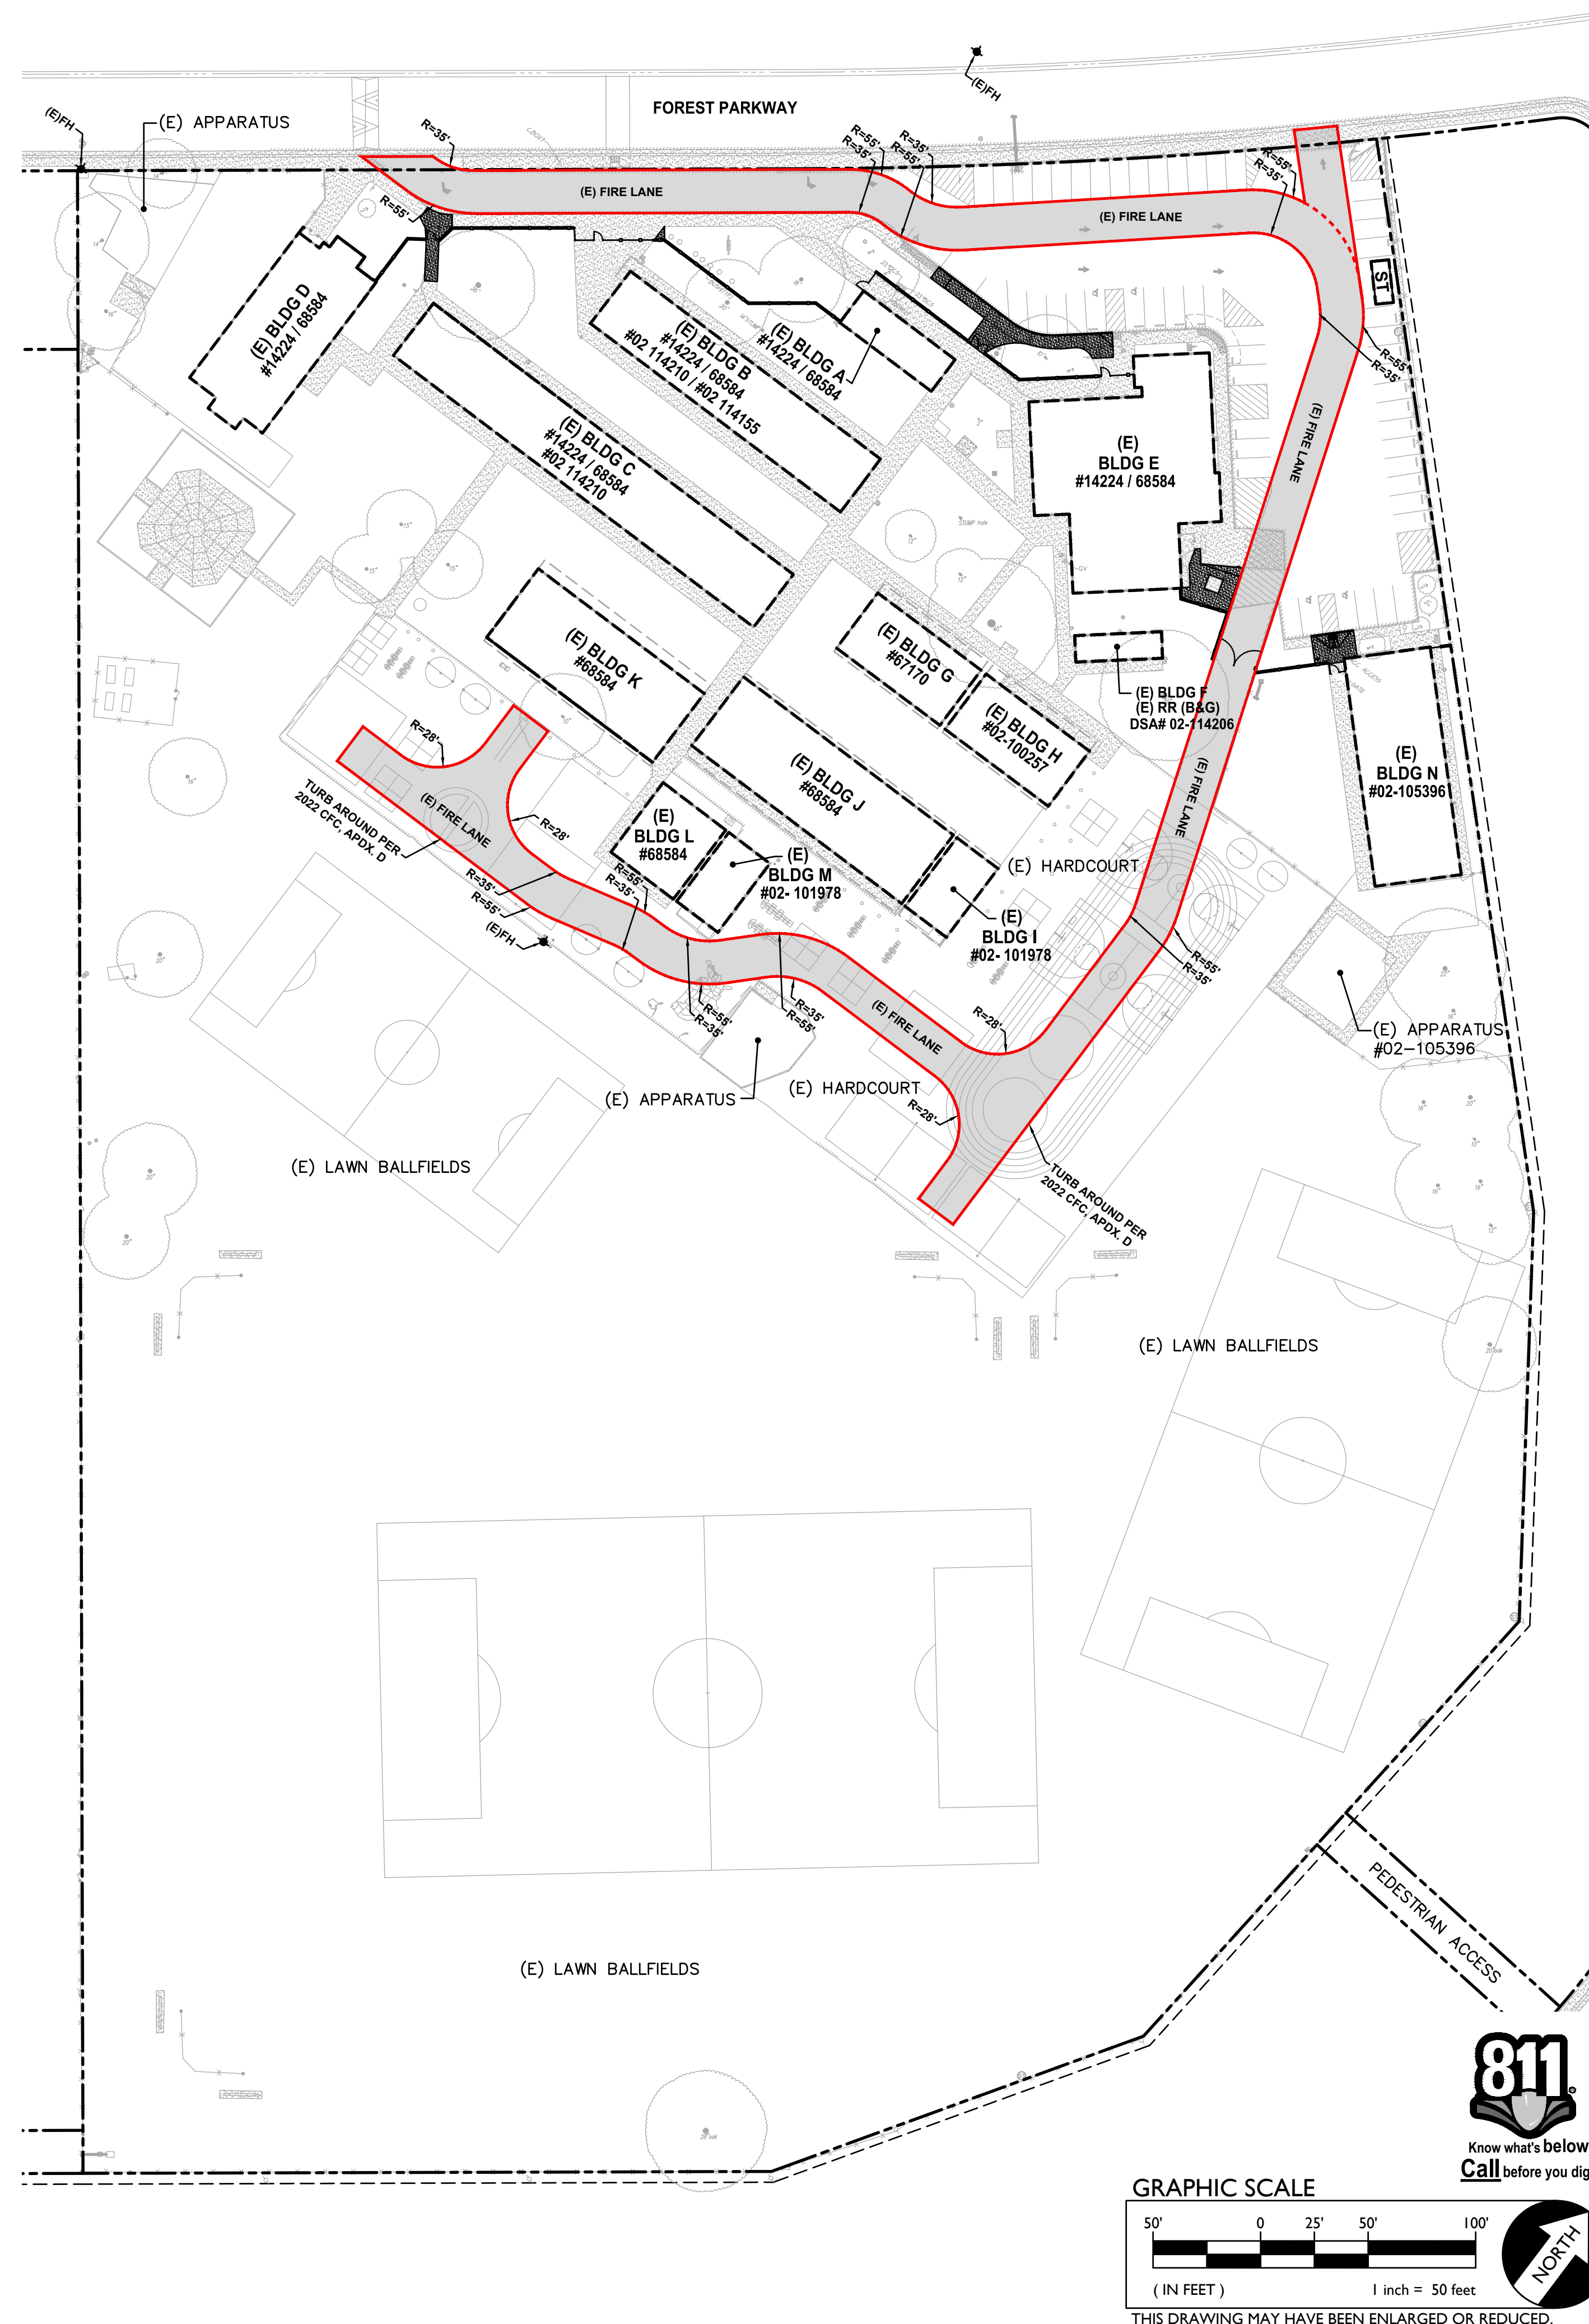 (E)FH
FOREST PARKWAY
(E)FH
(E) APPARATUS
R=35'
R=55'
R=35'
R=35'
R=55'
R=55'
R=35'
(E) FIRE LANE
R=55'
(E) FIRE LANE
ST
(E) BLDG D
#14224 / 68584
(E) BLDG A
#14224 / 68584
(E) BLDG B
#14224 / 68584
#02 114210 / #02 114155
R=55'
R=35'
(E) BLDG C
#14224 / 68584
#02 114210
(E)
BLDG E
#14224 / 68584
(E) FIRE LANE
STUMP hole
GV
(E) BLDG K
#68584
(E) BLDG G
#67170
(E) BLDG H
#02-100257
(E) BLDG F
(E) RR (B&G)
DSA# 02-114206
(E)
BLDG N
#02-105396
R=28'
(E) BLDG J
#68584
(E) FIRE LANE
TURB AROUND PER
2022 CFC, APDX. D
(E) FIRE LANE
R=28'
(E)
BLDG L
#68584
(E)
BLDG M
#02- 101978
(E) HARDCOURT
R=35'
R=55'
R=55'
R=35'
(E)FH
(E)
BLDG I
#02- 101978
R=55'
R=35'
R=55'
R=35'
R=35'
R=55'
(E) FIRE LANE
R=28'
(E) APPARATUS
#02-105396
(E) APPARATUS
(E) HARDCOURT
R=28'
TURB AROUND PER
2022 CFC, APDX. D
(E) LAWN BALLFIELDS
(E) LAWN BALLFIELDS
(E) LAWN BALLFIELDS
PEDESTRIAN ACCESS
811
Know what's below
Call before you dig
GRAPHIC SCALE
50' 0 25' 50' 100'
( IN FEET ) 1 inch = 50 feet
NORTH
THIS DRAWING MAY HAVE BEEN ENLARGED OR REDUCED.